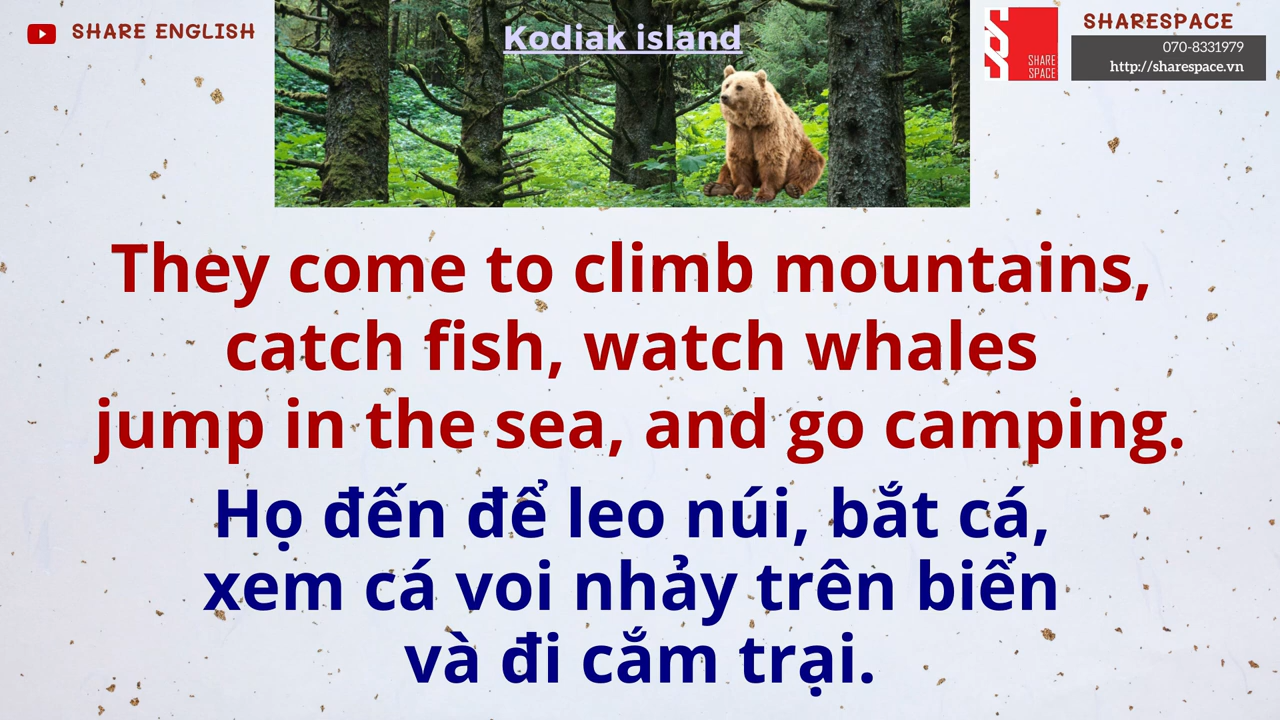 SHARE ENGLISH
Kodiak island
SHARESPACE
070-8331979
http://sharespace.vn
SHARE
SPACE
They come to climb mountains,
catch fish, watch whales
jump in the sea, and go camping.
Họ đến để leo núi, bắt cá,
xem cá voi nhảy trên biển
và đi cắm trại.